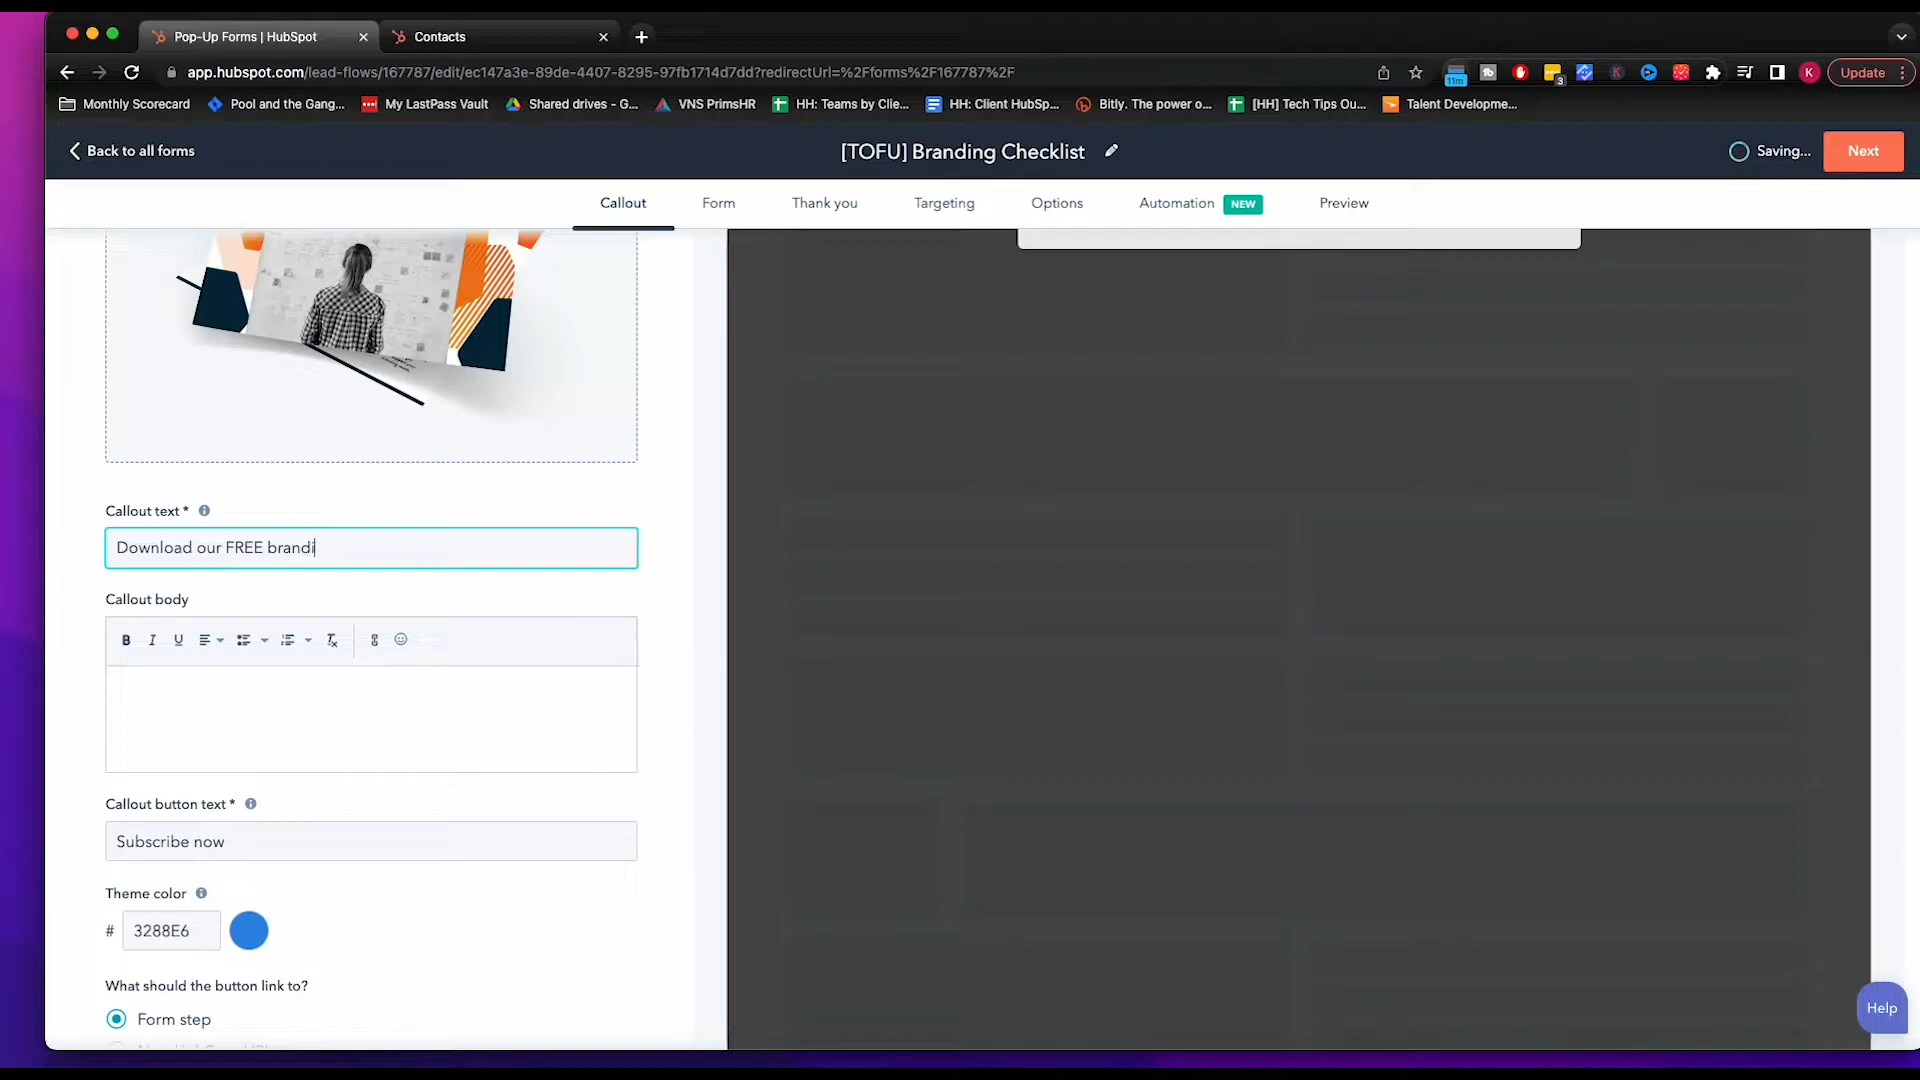 Pop-Up Forms | HubSpot
Contacts
app.hubspot.com/lead-flows/167787/edit/ec147a3e-89de-4407-8295-97fb1714d7dd?redirectUrl=%2Fforms%2F167787%2F
11m
3
K
K
Update
Monthly Scorecard
Pool and the Gang...
My LastPass Vault
Shared drives - G...
VNS PrimsHR
HH: Teams by Clie...
HH: Client HubSp...
Bitly. The power o...
[HH] Tech Tips Ou...
Talent Developme...
Back to all forms
[TOFU] Branding Checklist
Saving...
Next
Callout
Form
Thank you
Targeting
Options
Automation NEW
Preview
Callout text *
Download our FREE brandi
Callout body
B I U
Callout button text *
Subscribe now
Theme color
# 3288E6
What should the button link to?
Form step
Help